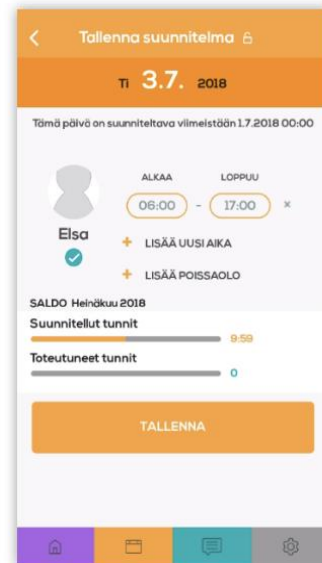 Tallenna suunnitelma
Ti 3.7. 2018
Tämä päivä on suunniteltava viimeistään 1.7.2018 00:00
ALKAA LOPPUU
06:00 - 17:00 ×
Elsa
+ LISÄÄ UUSI AIKA
+ LISÄÄ POISSAOLO
SALDO Heinäkuu 2018
Suunnitellut tunnit
9:59
Toteutuneet tunnit
0
TALLENNA